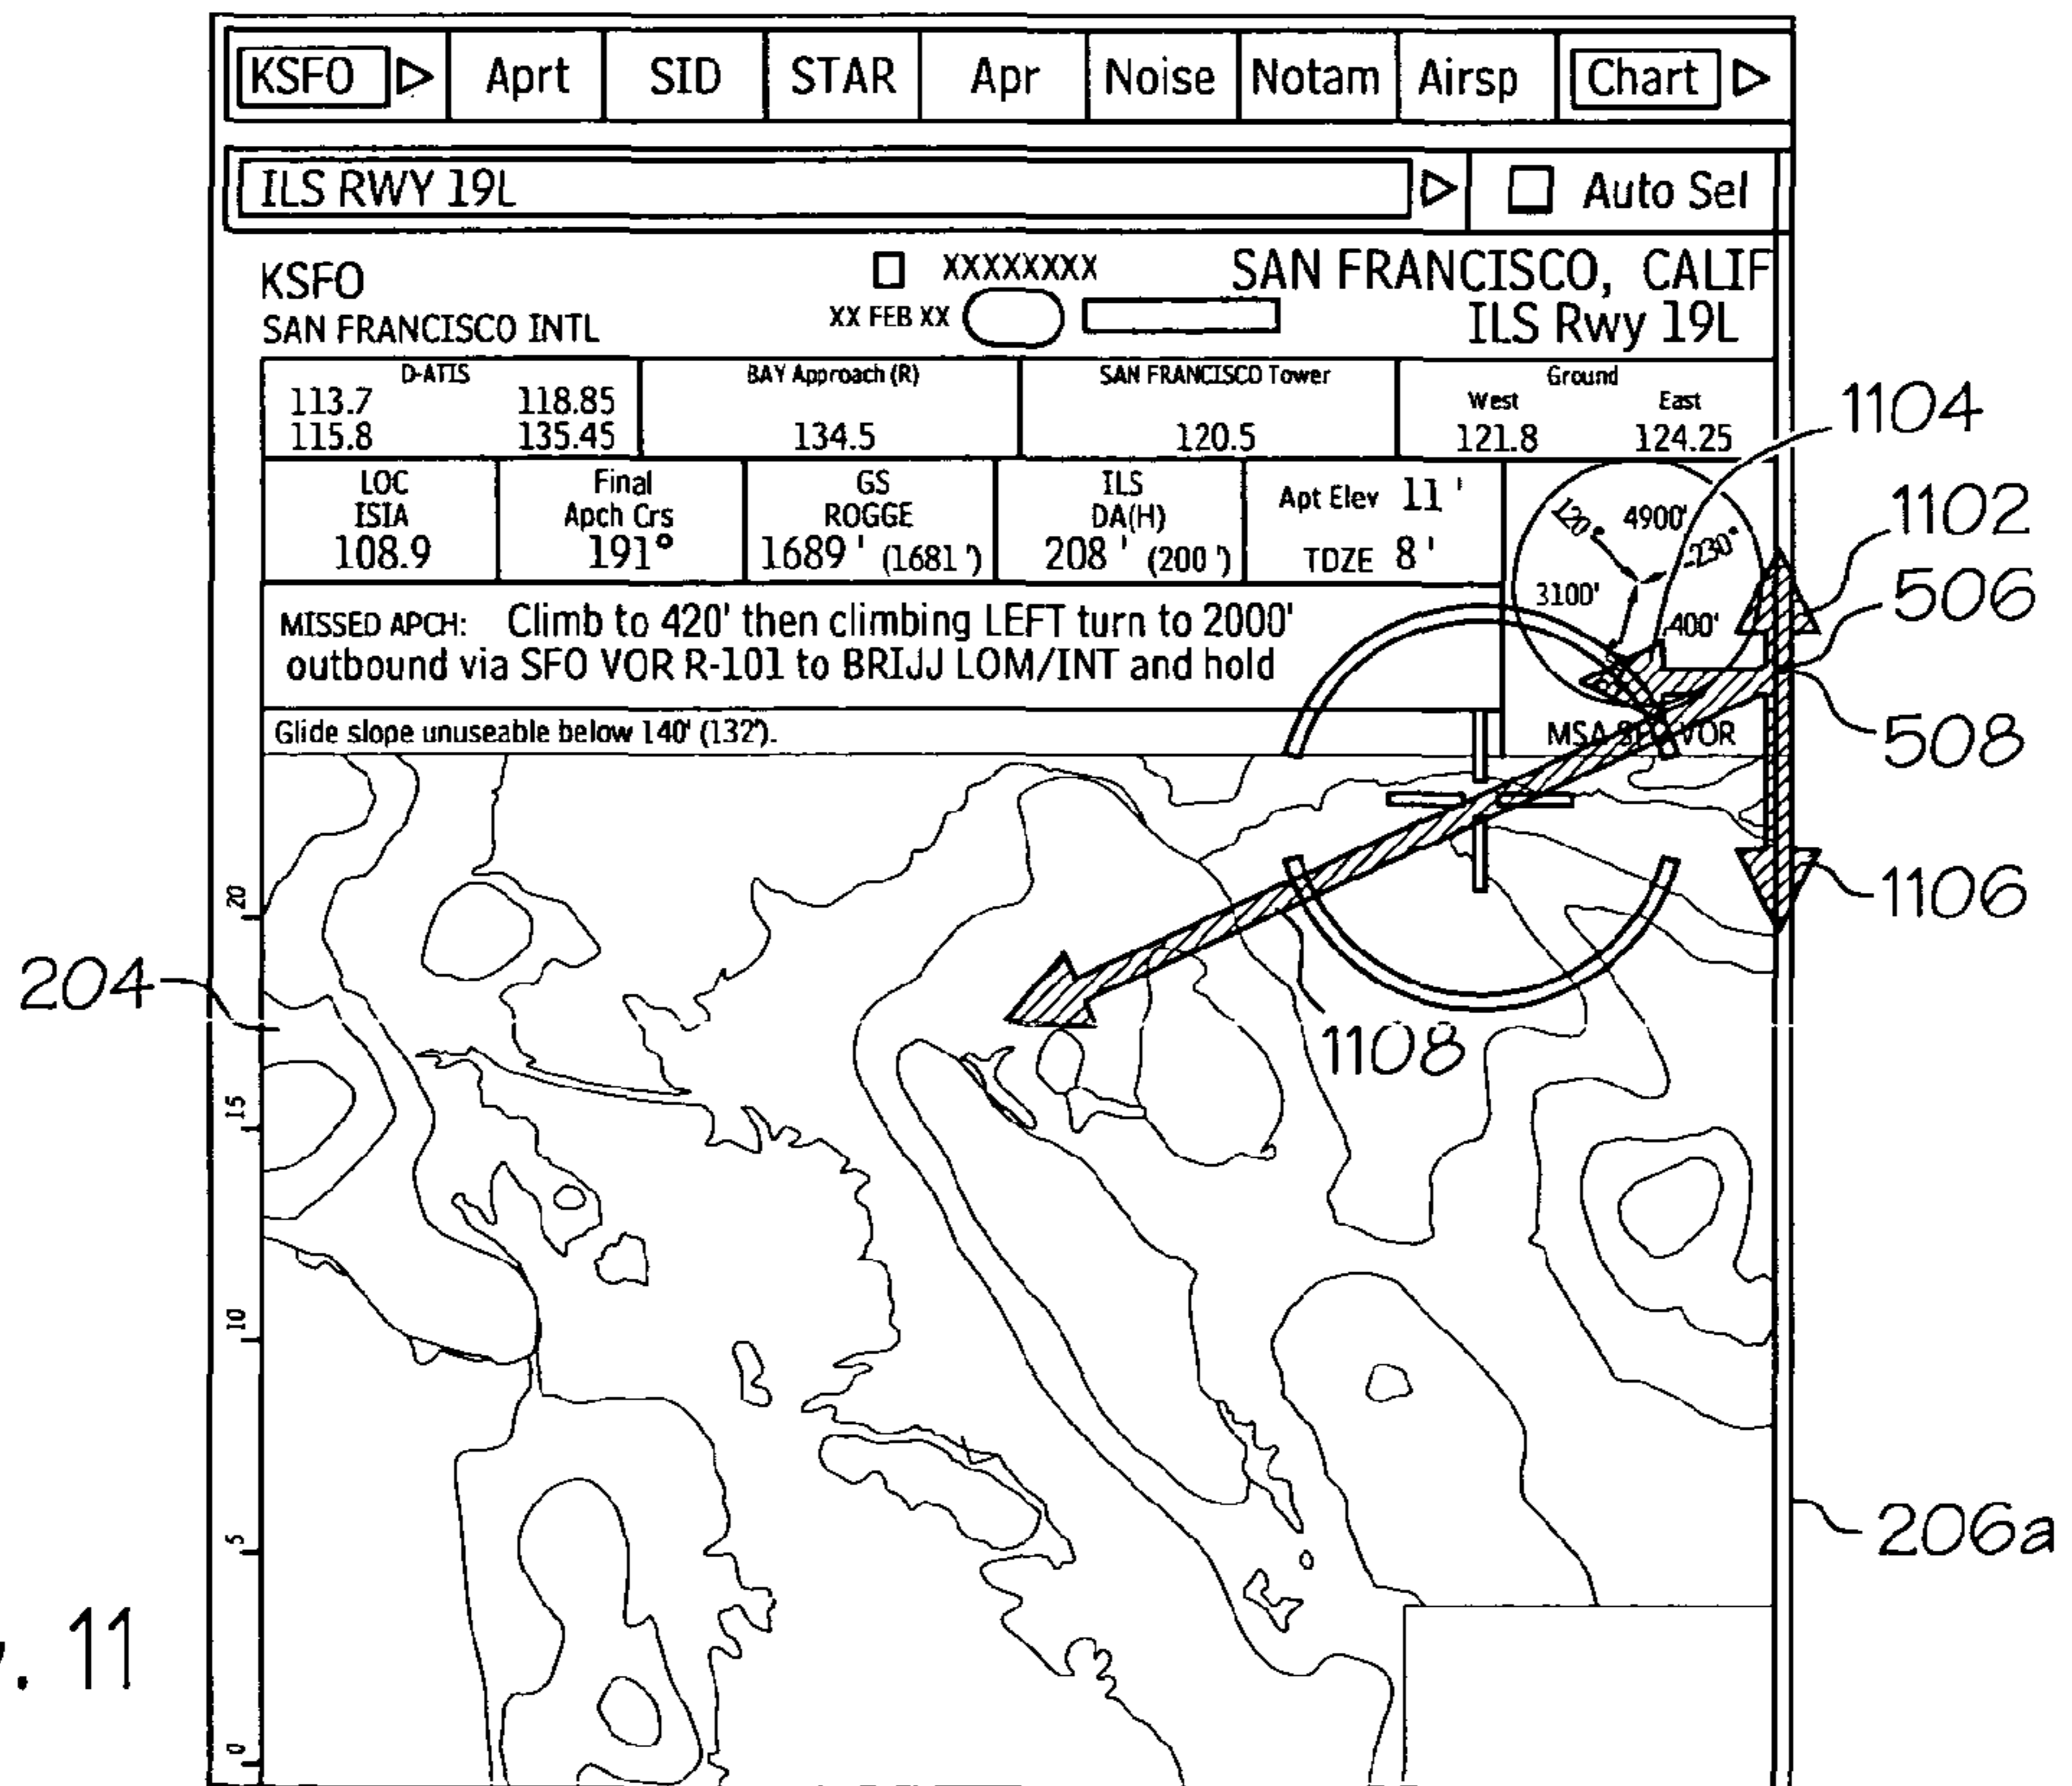 KSFO Aprt SID STAR Apr Noise Notam Airsp Chart
ILS RWY 19L Auto Sel
KSFO XXXXXXXX SAN FRANCISCO, CALIF
SAN FRANCISCO INTL XX FEB XX ILS Rwy 19L
D-ATIS BAY Approach (R) SAN FRANCISCO Tower Ground
113.7 118.85 West East
115.8 135.45 134.5 120.5 121.8 124.25
1104
LOC Final GS ILS Apt Elev 11'
ISIA Apch Crs ROGGE DA(H)
108.9 191° 1689' (1681') 208' (200') TDZE 8'
120° 4900' 230°
1102
3100' 400'
506
MISSED APCH: Climb to 420' then climbing LEFT turn to 2000'
outbound via SFO VOR R-101 to BRIJJ LOM/INT and hold
Glide slope unuseable below 140' (132').
MSA VOR
508
1106
20
204
1108
15
10
5
206a
0
. 11